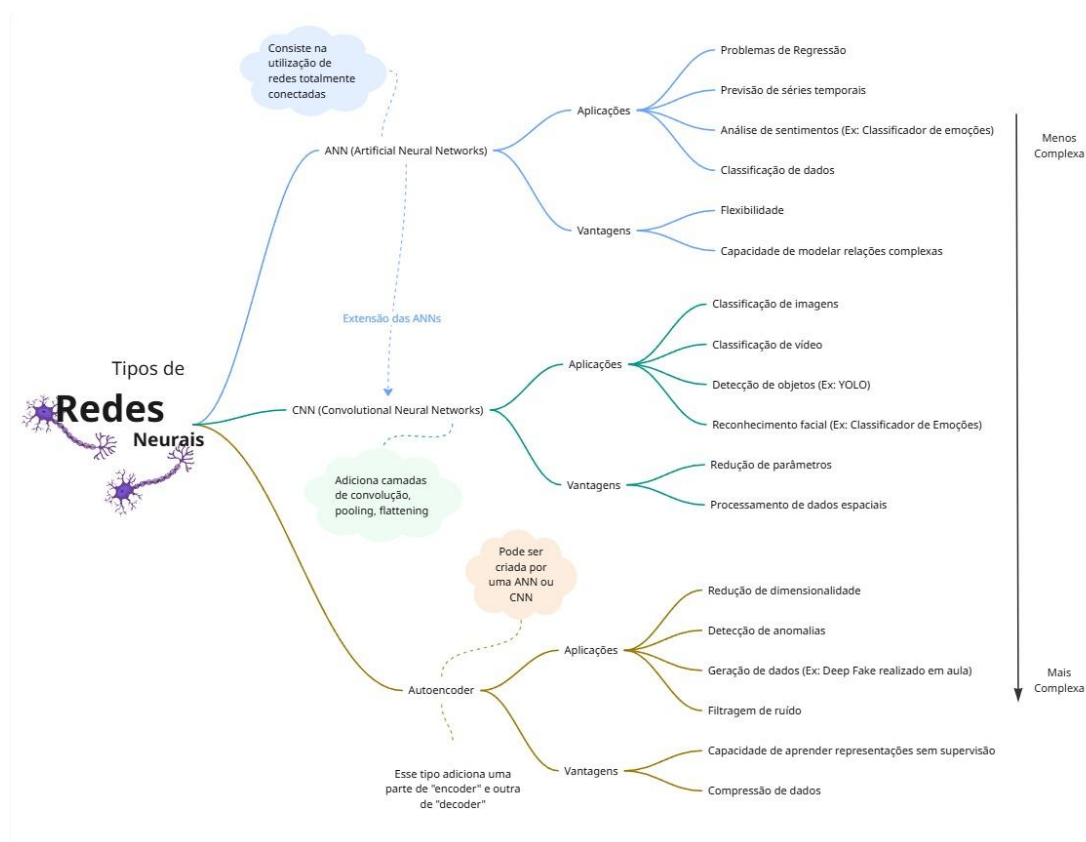 Tipos de
Redes
Neurais
Consiste na
utilização de
redes totalmente
conectadas
ANN (Artificial Neural Networks)
Aplicações
Problemas de Regressão
Previsão de séries temporais
Análise de sentimentos (Ex: Classificador de emoções)
Classificação de dados
Vantagens
Flexibilidade
Capacidade de modelar relações complexas
Menos
Complexa
Extensão das ANNs
CNN (Convolutional Neural Networks)
Adiciona camadas
de convolução,
pooling, flattening
Aplicações
Classificação de imagens
Classificação de vídeo
Detecção de objetos (Ex: YOLO)
Reconhecimento facial (Ex: Classificador de Emoções)
Vantagens
Redução de parâmetros
Processamento de dados espaciais
Pode ser
criada por
uma ANN ou
CNN
Autoencoder
Esse tipo adiciona uma
parte de "encoder" e outra
de "decoder"
Aplicações
Redução de dimensionalidade
Detecção de anomalias
Geração de dados (Ex: Deep Fake realizado em aula)
Filtragem de ruído
Vantagens
Capacidade de aprender representações sem supervisão
Compressão de dados
Mais
Complexa